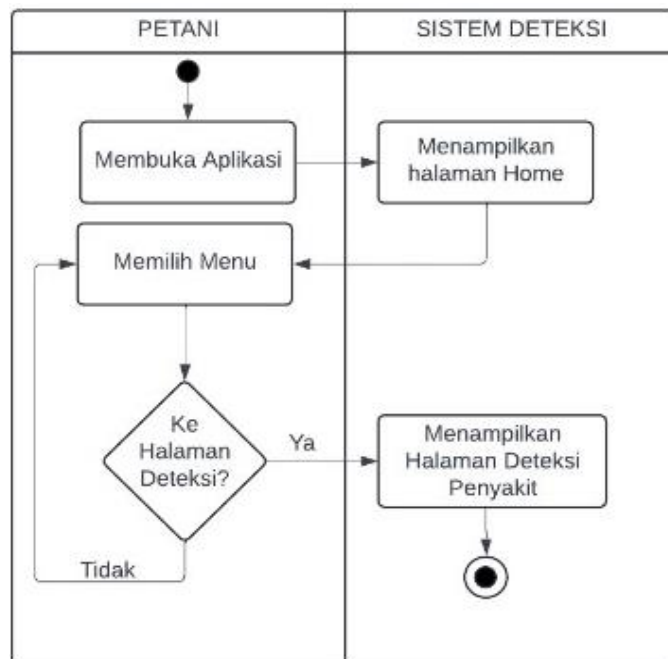 PETANI
SISTEM DETEKSI
Membuka Aplikasi
Menampilkan
halaman Home
Memilih Menu
Ke
Halaman
Deteksi?
Ya
Menampilkan
Halaman Deteksi
Penyakit
Tidak